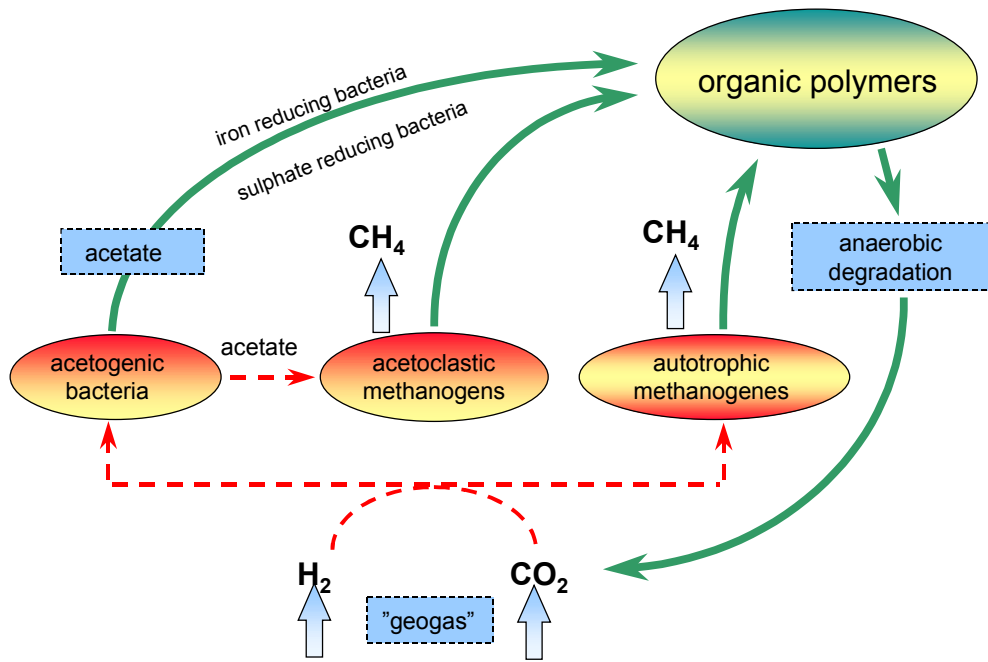 organic polymers
iron reducing bacteria
sulphate reducing bacteria
acetate
CH₄
CH₄
anaerobic
degradation
acetogenic
bacteria
acetate
acetoclastic
methanogens
autotrophic
methanogenes
H₂
CO₂
”geogas”